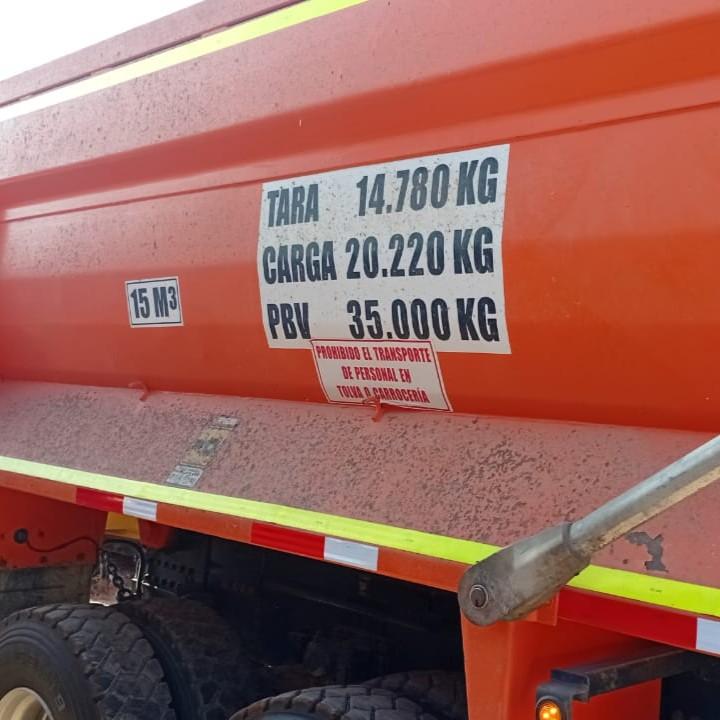 TARA 14.780 KG
CARGA 20.220 KG
PBV 35.000 KG
15 M³
PROHIBIDO EL TRANSPORTE
DE PERSONAL EN
TOLVA O CARROCERÍA